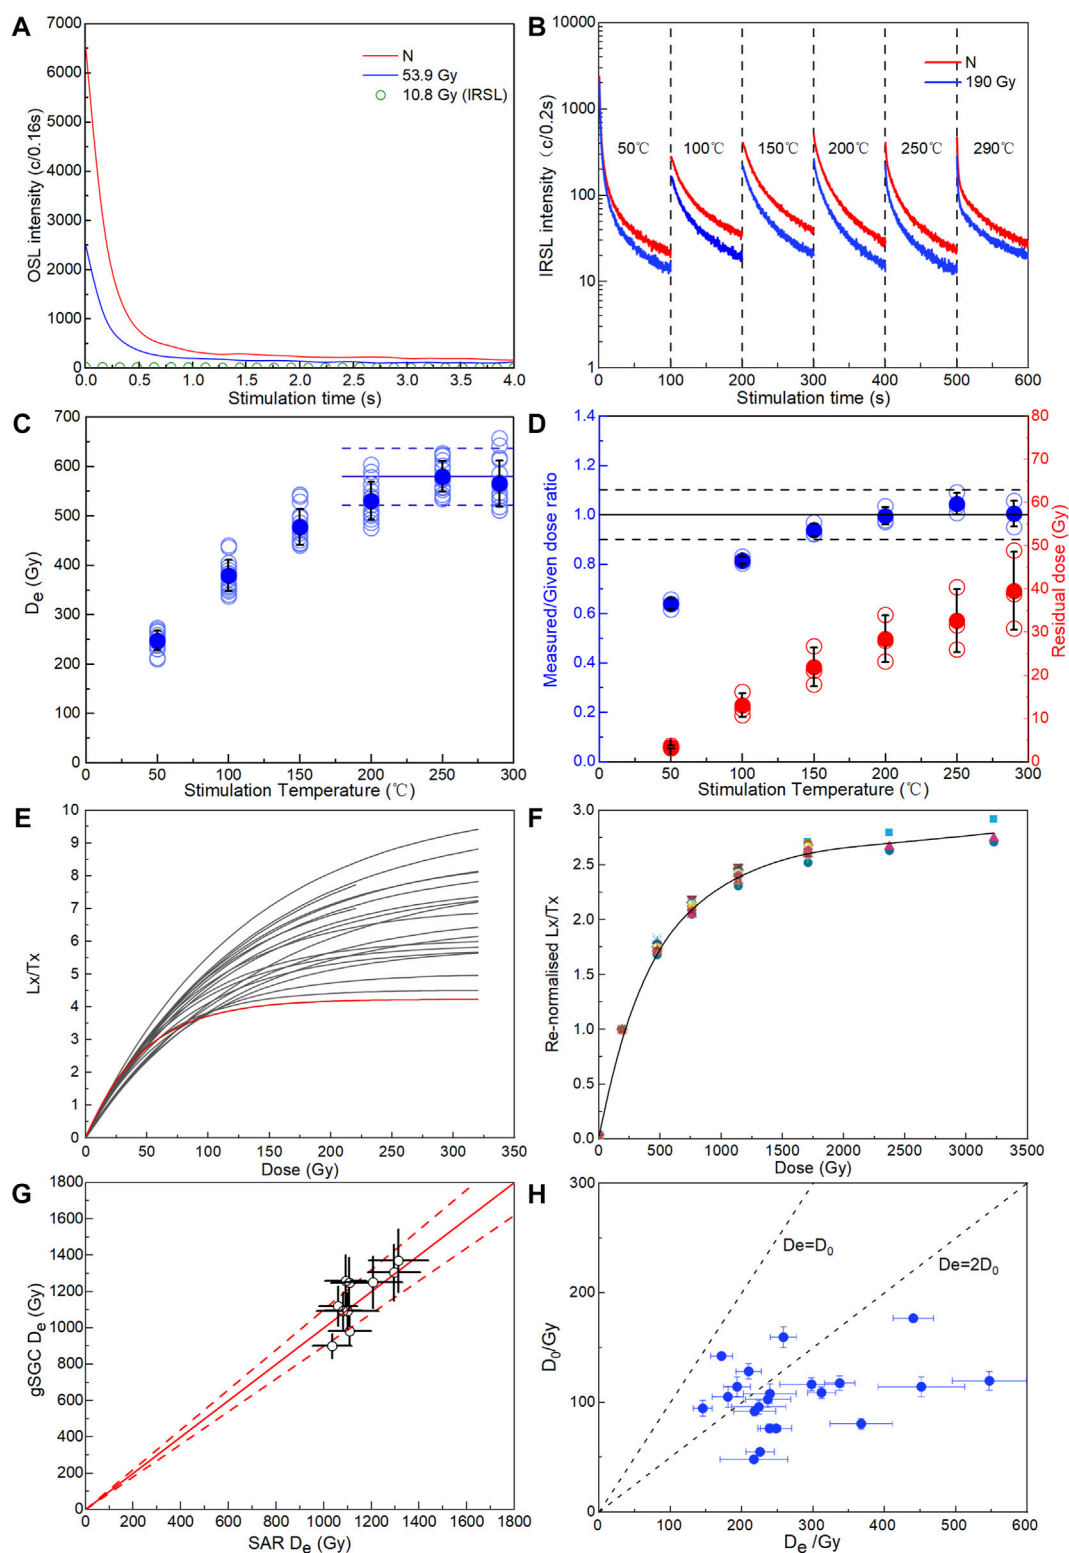 A
OSL intensity (c/0.16s)
7000
6000
5000
4000
3000
2000
1000
0
N
53.9 Gy
10.8 Gy (IRSL)
0.0 0.5 1.0 1.5 2.0 2.5 3.0 3.5 4.0
Stimulation time (s)
B
IRSL intensity (c/0.2s)
10000
1000
100
10
1
N
190 Gy
50℃ 100℃ 150℃ 200℃ 250℃ 290℃
100 200 300 400 500 600
Stimulation time (s)
C
De (Gy)
700
600
500
400
300
200
100
0
0 50 100 150 200 250 300
Stimulation Temperature (℃)
D
Measured/Given dose ratio
1.4
1.2
1.0
0.8
0.6
0.4
0.2
0.0
80
70
60
50
40
30
20
10
0
Residual dose (Gy)
0 50 100 150 200 250 300
Stimulation Temperature (℃)
E
Lx/Tx
10
9
8
7
6
5
4
3
2
1
0
0 50 100 150 200 250 300 350
Dose (Gy)
F
Re-normalised Lx/Tx
3.0
2.5
2.0
1.5
1.0
0.5
0.0
0 500 1000 1500 2000 2500 3000 3500
Dose (Gy)
G
gSGC De (Gy)
1800
1600
1400
1200
1000
800
600
400
200
0
0 200 400 600 800 1000 1200 1400 1600 1800
SAR De (Gy)
H
D0/Gy
300
200
100
0
De=D0
De=2D0
0 100 200 300 400 500 600
De/Gy